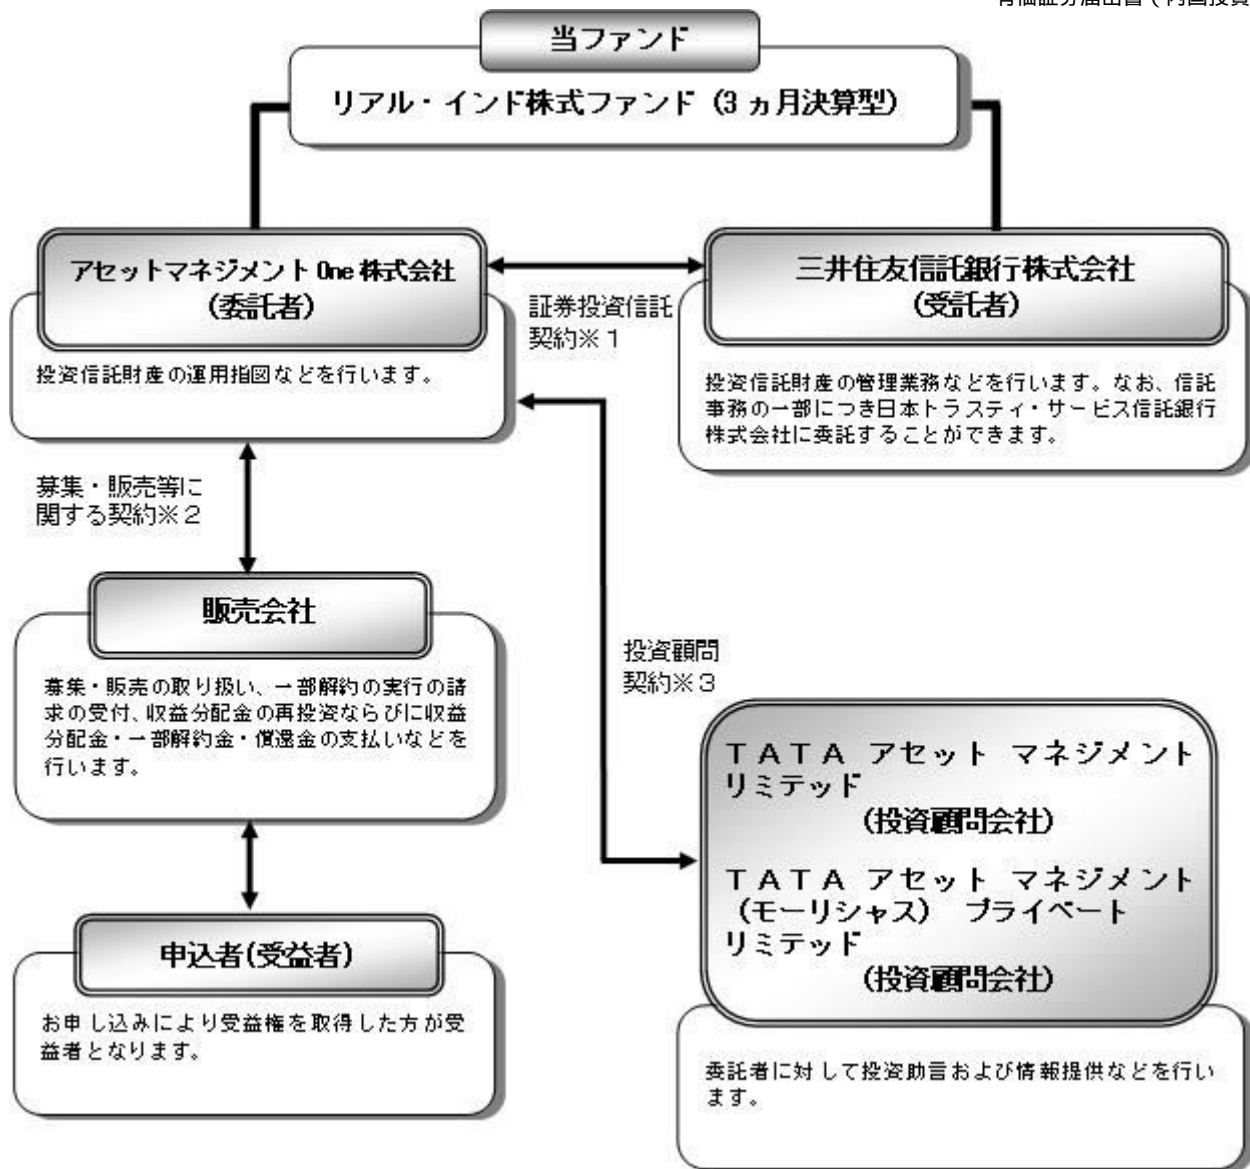 当ファンド
リアル・インド株式ファンド (3ヵ月決算型)
アセットマネジメントOne株式会社
(委託者)
投資信託財産の運用指図などを行います。
証券投資信託
契約※１
三井住友信託銀行株式会社
(受託者)
投資信託財産の管理業務などを行います。なお、信託
事務の一部につき日本トラスティ・サービス信託銀行
株式会社に委託することができます。
募集・販売等に
関する契約※２
販売会社
募集・販売の取り扱い、一部解約の実行の請
求の受付、収益分配金の再投資ならびに収益
分配金・一部解約金・償還金の支払いなどを
行います。
投資顧問
契約※３
ＴＡＴＡ アセット マネジメント
リミテッド
(投資顧問会社)
ＴＡＴＡ アセット マネジメント
(モーリシャス) プライベート
リミテッド
(投資顧問会社)
委託者に対して投資助言および情報提供などを行い
ます。
申込者(受益者)
お申し込みにより受益権を取得した方が受
益者となります。